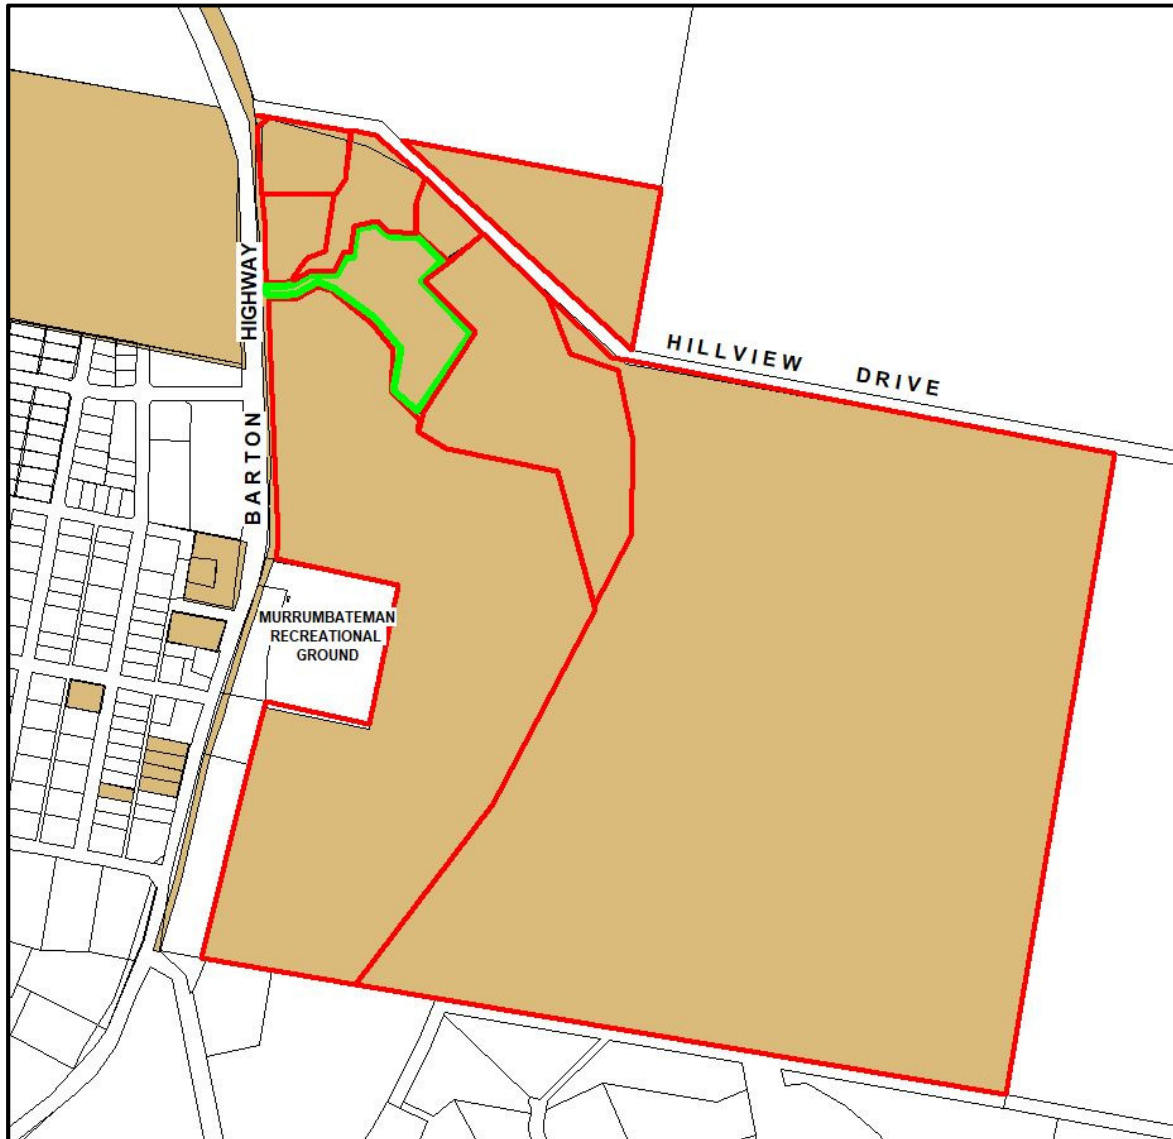 HIGHWAY
BARTON
HILLVIEW DRIVE
MURRUMBATEMAN
RECREATIONAL
GROUND